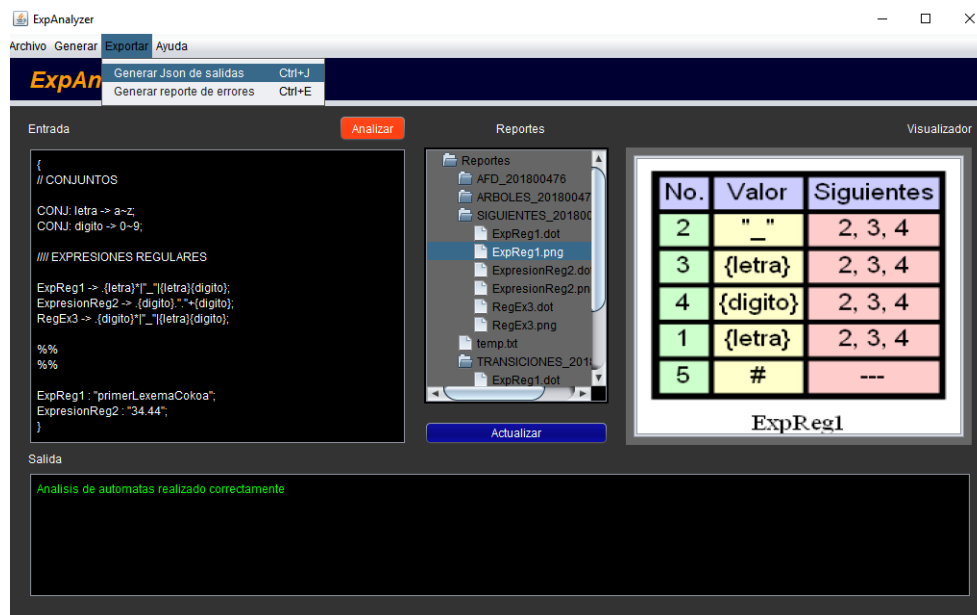 ExpAnalyzer
Archivo Generar Exportar Ayuda
Generar Json de salidas Ctrl+J
Generar reporte de errores Ctrl+E
ExpAn
Entrada
Analizar
Reportes
Visualizador
{
// CONJUNTOS
CONJ: letra -> a~z;
CONJ: digito -> 0~9;
//// EXPRESIONES REGULARES
ExpReg1 -> .{letra}*|"_"|{letra}{digito};
ExpresionReg2 -> .{digito}."."+{digito};
RegEx3 -> .{digito}*|"_"|{letra}{digito};
%%
%%
ExpReg1 : "primerLexemaCokoa";
ExpresionReg2 : "34.44";
}
Reportes
AFD_201800476
ARBOLES_20180047
SIGUIENTES_201800
ExpReg1.dot
ExpReg1.png
ExpresionReg2.do
ExpresionReg2.pn
RegEx3.dot
RegEx3.png
temp.txt
TRANSICIONES_201
ExpReg1.dot
Actualizar
No. Valor Siguientes
2 "_" 2, 3, 4
3 {letra} 2, 3, 4
4 {digito} 2, 3, 4
1 {letra} 2, 3, 4
5 # ---
ExpReg1
Salida
Analisis de automatas realizado correctamente